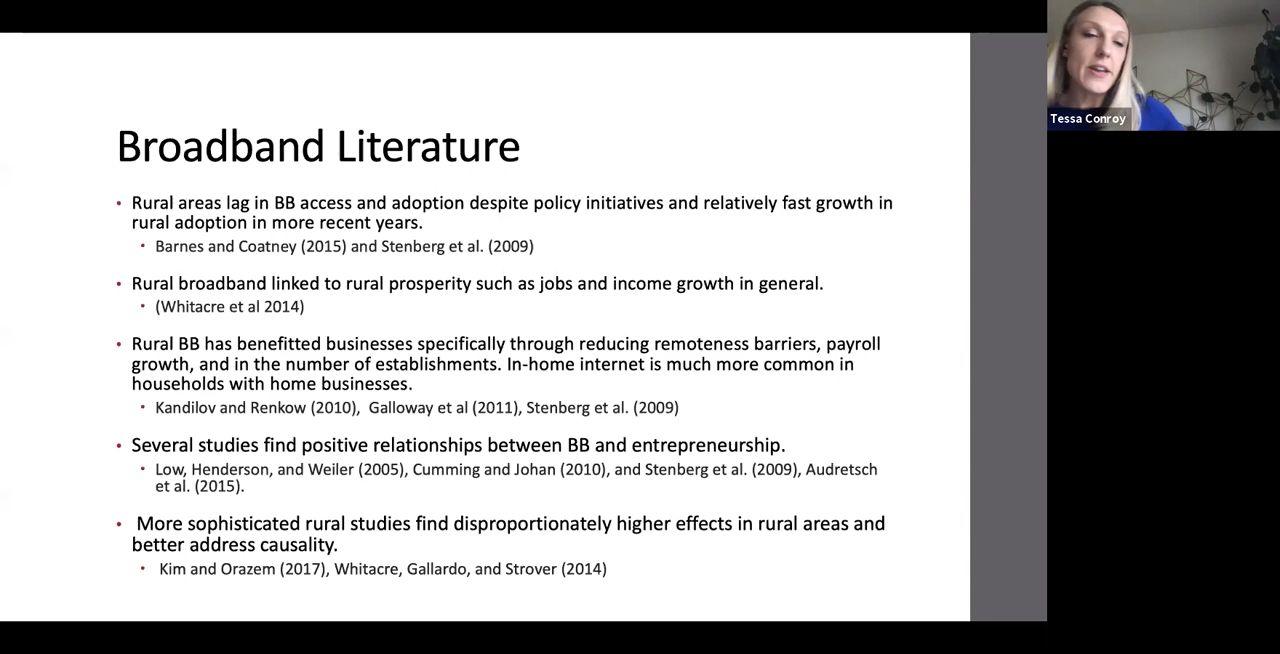 Broadband Literature
• Rural areas lag in BB access and adoption despite policy initiatives and relatively fast growth in
rural adoption in more recent years.
• Barnes and Coatney (2015) and Stenberg et al. (2009)
• Rural broadband linked to rural prosperity such as jobs and income growth in general.
• (Whitacre et al 2014)
• Rural BB has benefitted businesses specifically through reducing remoteness barriers, payroll
growth, and in the number of establishments. In-home internet is much more common in
households with home businesses.
• Kandilov and Renkow (2010), Galloway et al (2011), Stenberg et al. (2009)
• Several studies find positive relationships between BB and entrepreneurship.
• Low, Henderson, and Weiler (2005), Cumming and Johan (2010), and Stenberg et al. (2009), Audretsch
et al. (2015).
• More sophisticated rural studies find disproportionately higher effects in rural areas and
better address causality.
• Kim and Orazem (2017), Whitacre, Gallardo, and Strover (2014)
Tessa Conroy